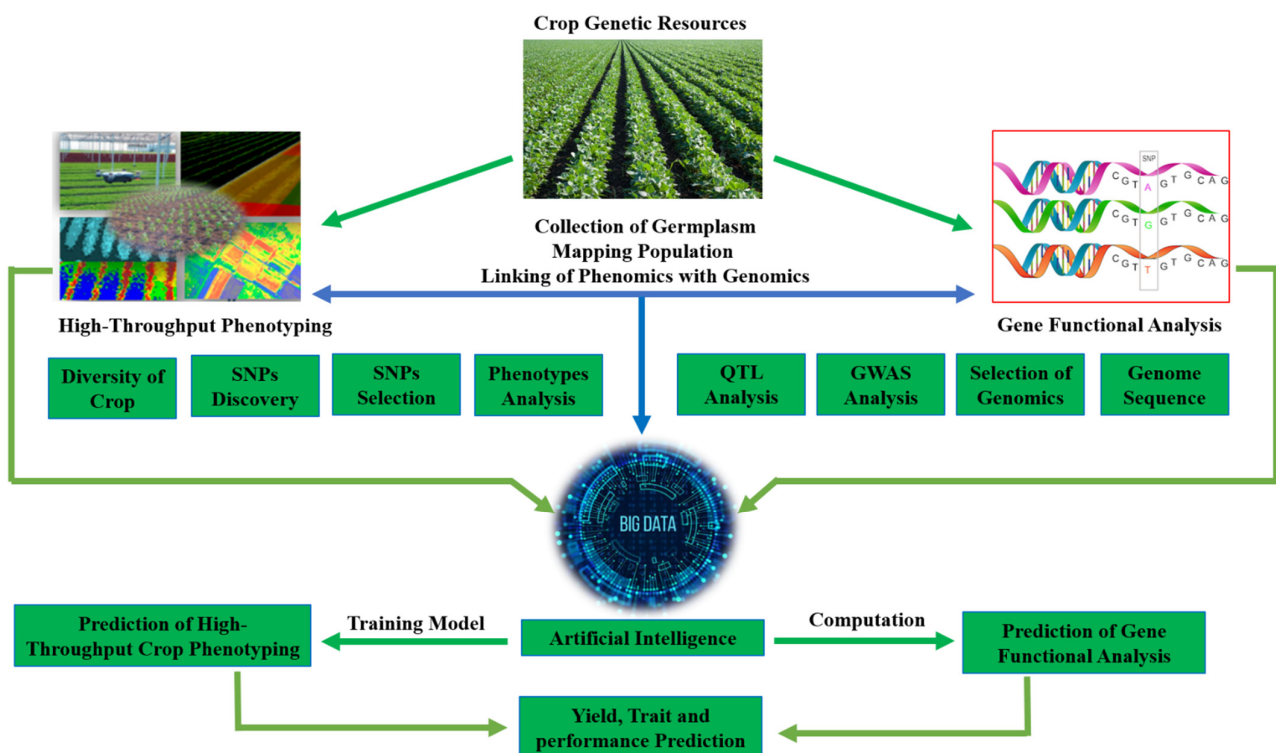 Crop Genetic Resources
SNP
CGTAGTGCAG
CGTGGTGCAG
CGTTGTGCAG
Collection of Germplasm
Mapping Population
Linking of Phenomics with Genomics
High-Throughput Phenotyping
Gene Functional Analysis
Diversity of
Crop
SNPs
Discovery
SNPs
Selection
Phenotypes
Analysis
QTL
Analysis
GWAS
Analysis
Selection of
Genomics
Genome
Sequence
BIG DATA
Prediction of High-
Throughput Crop Phenotyping
Training Model
Artificial Intelligence
Computation
Prediction of Gene
Functional Analysis
Yield, Trait and
performance Prediction